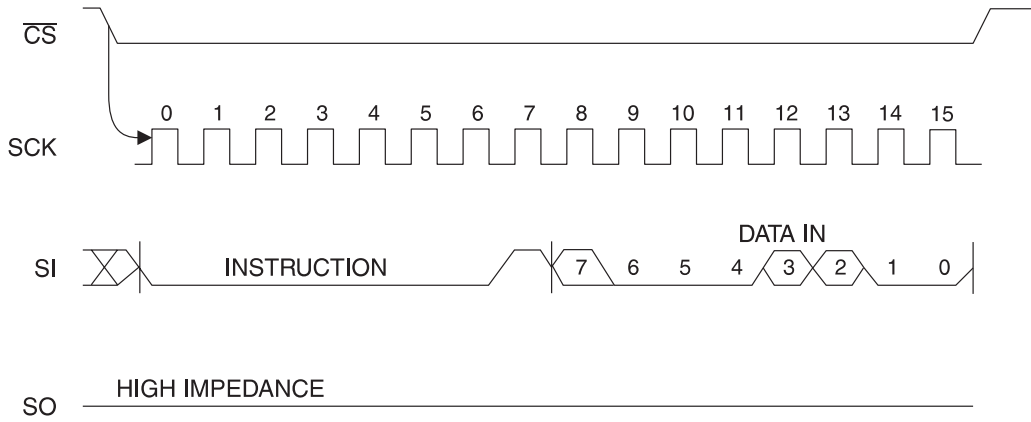 CS
0 1 2 3 4 5 6 7 8 9 10 11 12 13 14 15
SCK
DATA IN
SI
INSTRUCTION
7 6 5 4 3 2 1 0
HIGH IMPEDANCE
SO